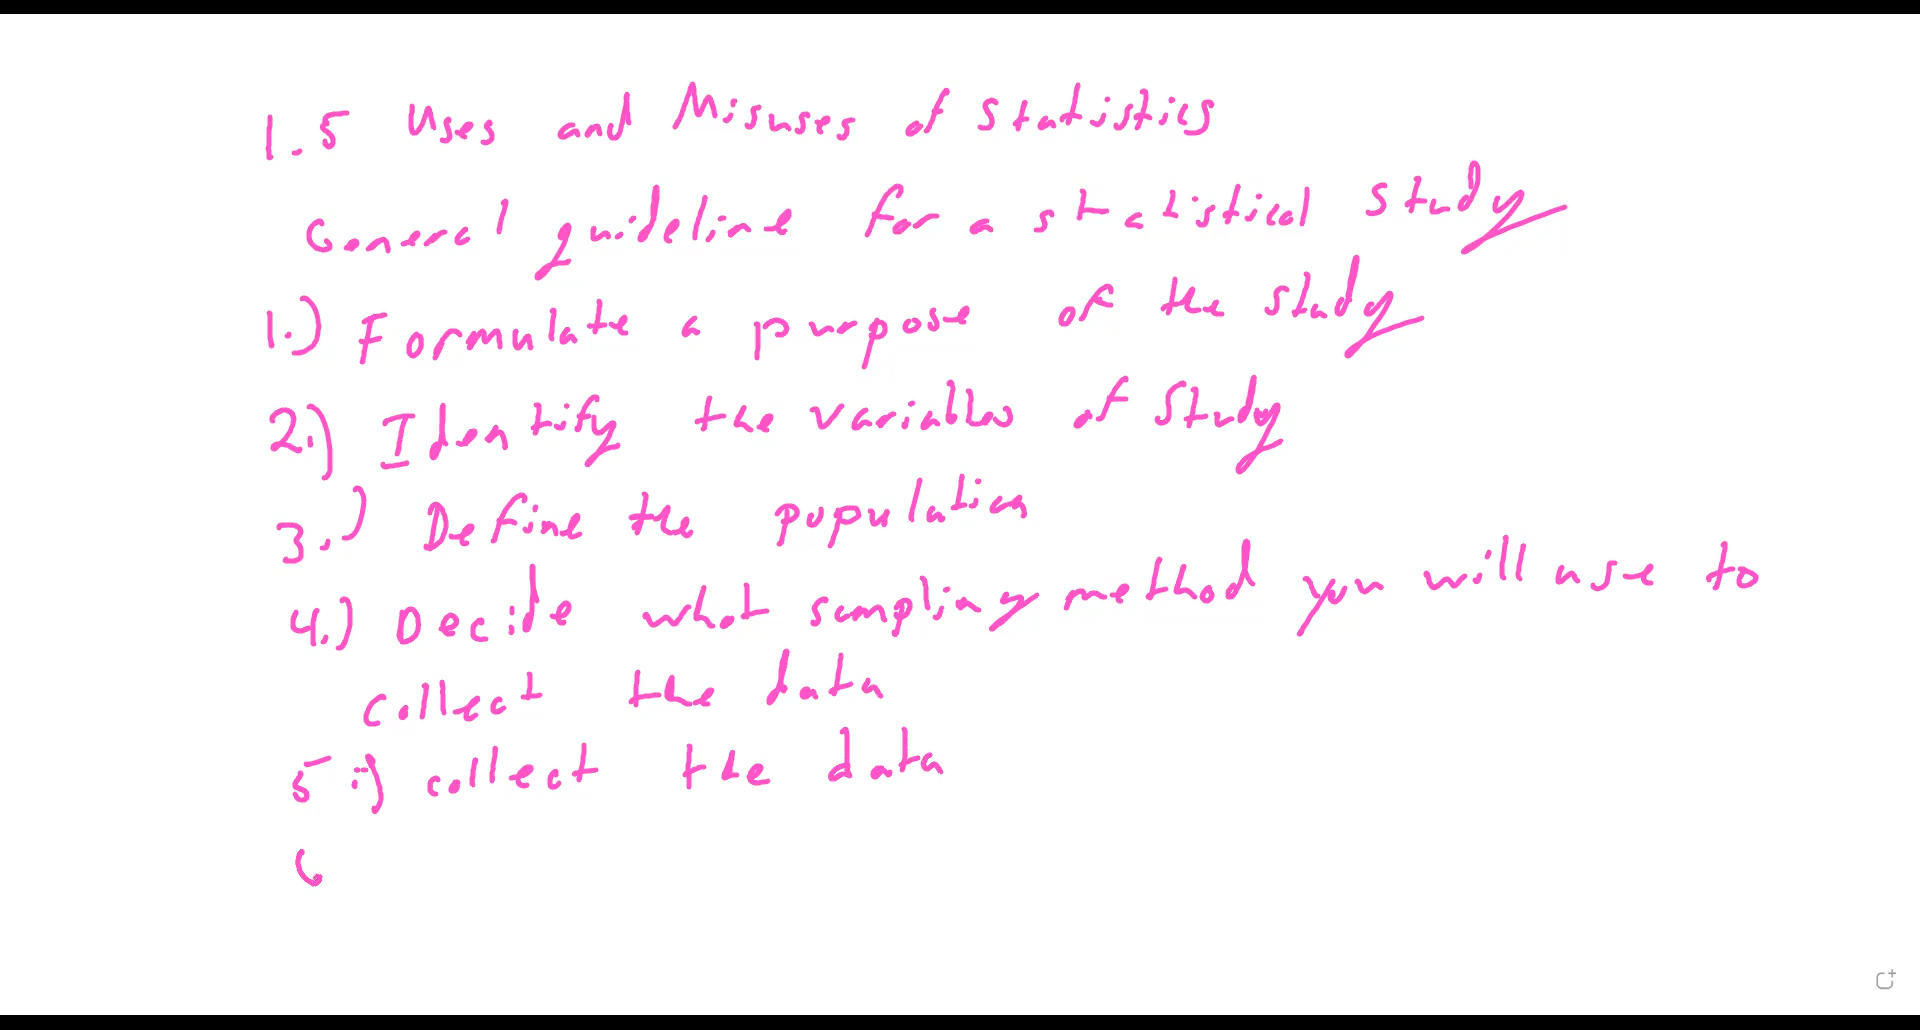 1.5 Uses and Misuses of Statistics
General guideline for a statistical study
1.) Formulate a purpose of the study
2.) Identify the variables of study
3.) Define the population
4.) Decide what sampling method you will use to
collect the data
5.) collect the data
6